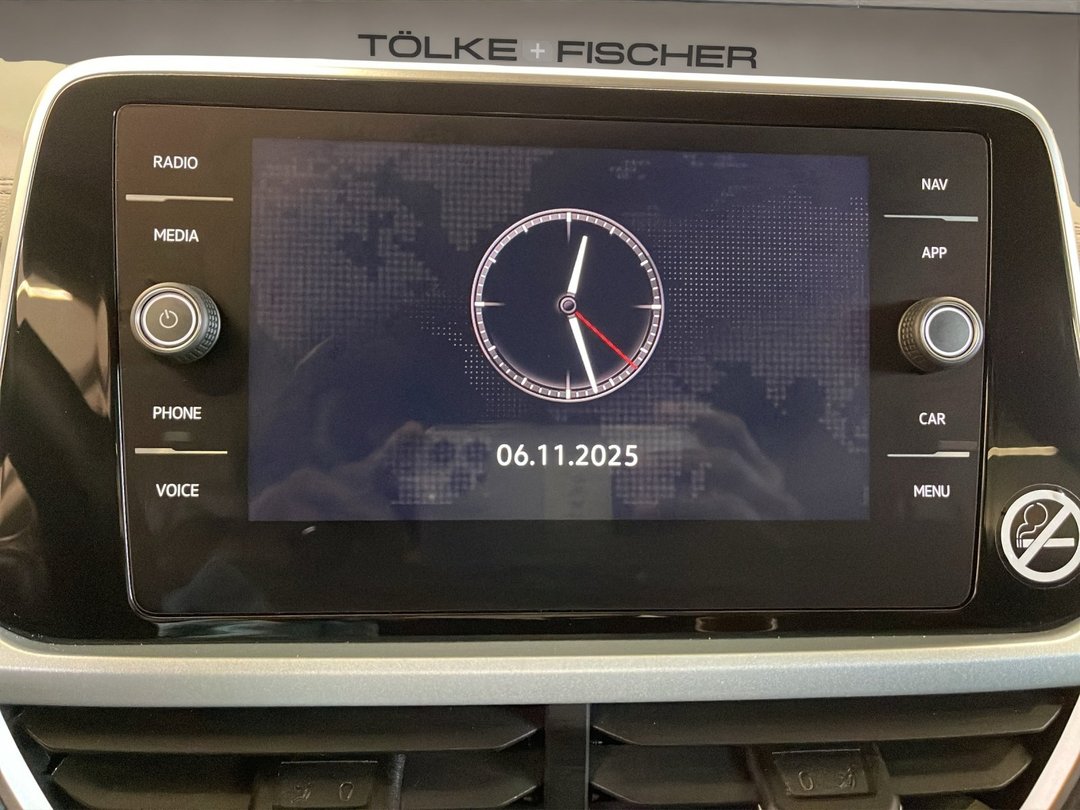 TÖLKE + FISCHER
RADIO
MEDIA
PHONE
VOICE
06.11.2025
NAV
APP
CAR
MENU